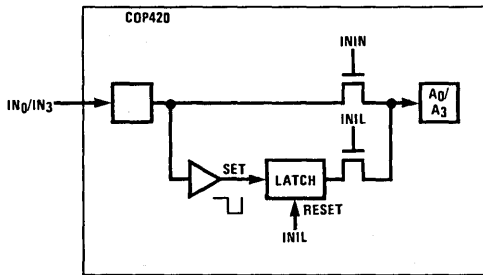 COP420
ININ
IN0/IN3
A0/
A3
INIL
SET
LATCH
RESET
INIL